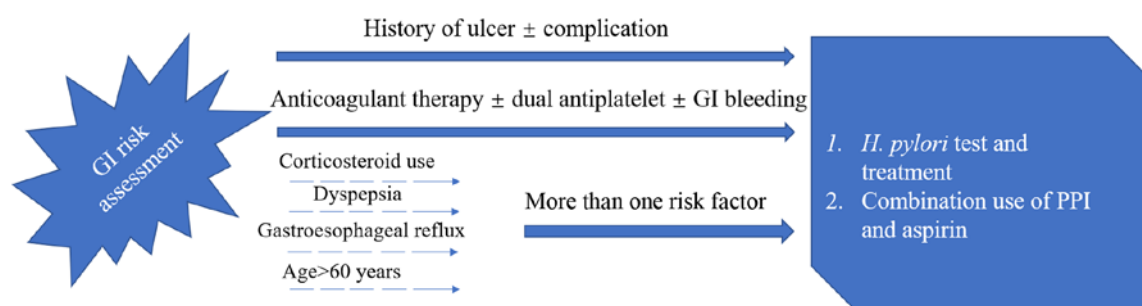 GI risk
assessment
History of ulcer ± complication
Anticoagulant therapy ± dual antiplatelet ± GI bleeding
Corticosteroid use
Dyspepsia
Gastroesophageal reflux
Age>60 years
More than one risk factor
1. H. pylori test and
treatment
2. Combination use of PPI
and aspirin